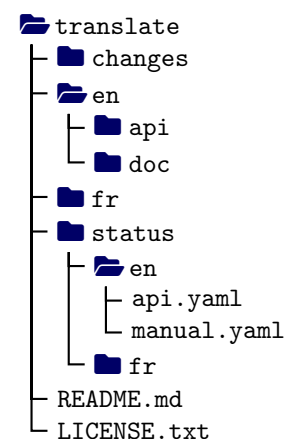 translate
changes
en
api
doc
fr
status
en
api.yaml
manual.yaml
fr
README.md
LICENSE.txt